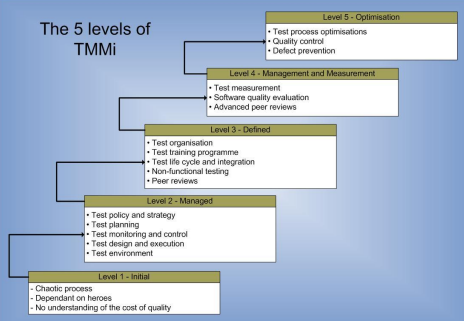 The 5 levels of
TMMi
Level 5 - Optimisation
• Test process optimisations
• Quality control
• Defect prevention
Level 4 - Management and Measurement
• Test measurement
• Software quality evaluation
• Advanced peer reviews
Level 3 - Defined
• Test organisation
• Test training programme
• Test life cycle and integration
• Non-functional testing
• Peer reviews
Level 2 - Managed
• Test policy and strategy
• Test planning
• Test monitoring and control
• Test design and execution
• Test environment
Level 1 - Initial
- Chaotic process
- Dependant on heroes
- No understanding of the cost of quality